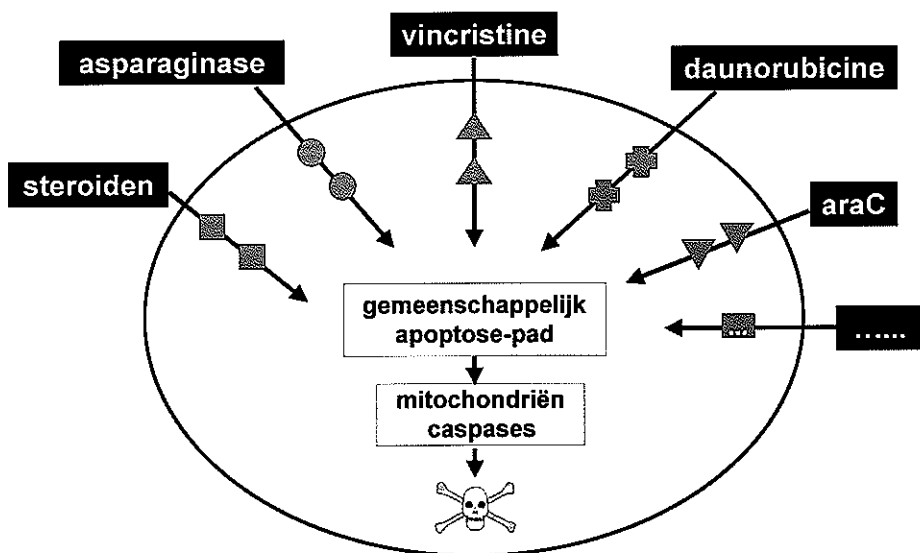 vincristine
asparaginase
daunorubicine
steroiden
araC
gemeenschappelijk
apoptose-pad
...
......
mitochondriën
caspases